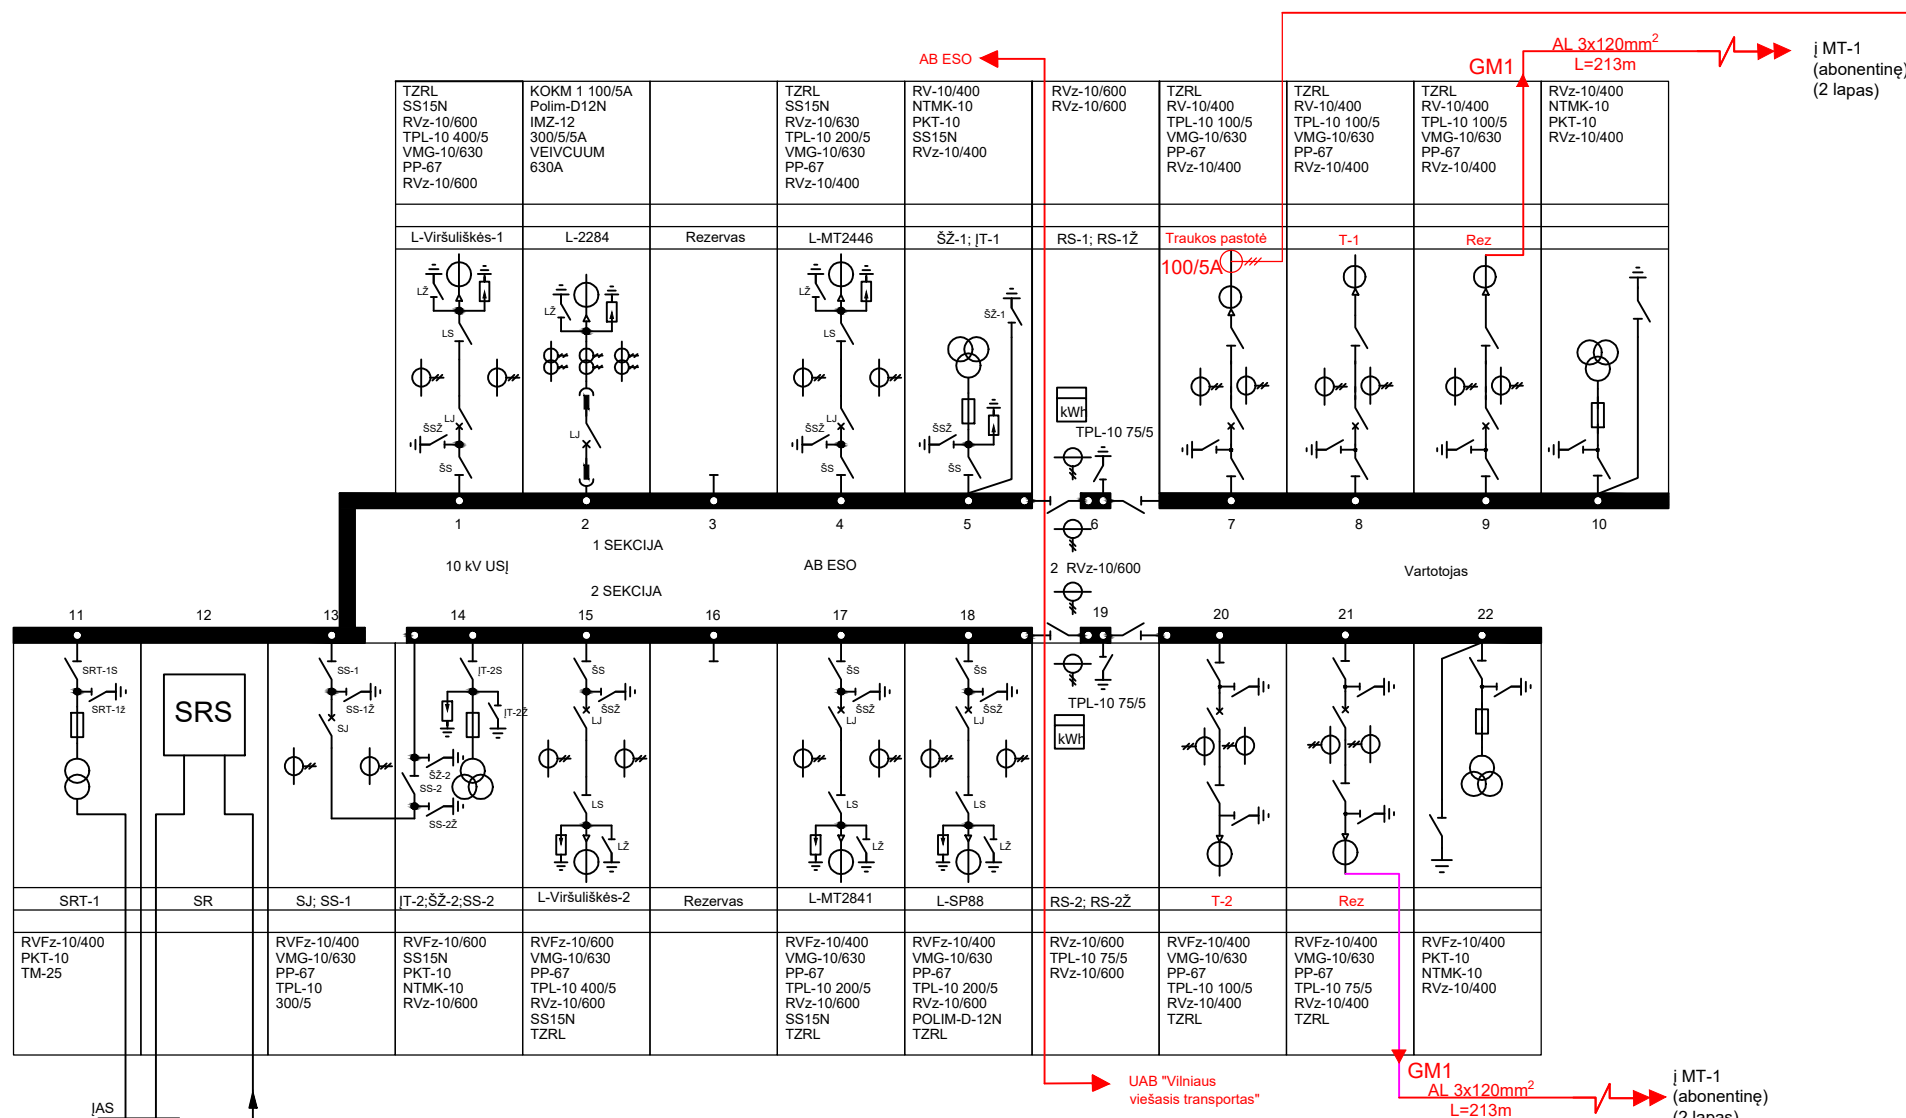 AB ESO
AL 3x120mm²
L=213m
GM1
į MT-1
(abonentinę)
(2 lapas)
TZRL
SS15N
RVz-10/600
TPL-10 400/5
VMG-10/630
PP-67
RVz-10/600
KOKM 1 100/5A
Polim-D12N
IMZ-12
300/5/5A
VEIVCUUM
630A
TZRL
SS15N
RVz-10/630
TPL-10 200/5
VMG-10/630
PP-67
RVz-10/400
RV-10/400
NTMK-10
PKT-10
SS15N
RVz-10/400
RVz-10/600
RVz-10/600
TZRL
RV-10/400
TPL-10 100/5
VMG-10/630
PP-67
RVz-10/400
TZRL
RV-10/400
TPL-10 100/5
VMG-10/630
PP-67
RVz-10/400
TZRL
RV-10/400
TPL-10 100/5
VMG-10/630
PP-67
RVz-10/400
RVz-10/400
NTMK-10
PKT-10
RVz-10/400
L-Viršuliškės-1
L-2284
Rezervas
L-MT2446
ŠŽ-1; ĮT-1
RS-1; RS-1Ž
Traukos pastotė
T-1
Rez
100/5A
LŽ
LS
LJ
ŠSŽ
ŠS
LŽ
LJ
LŽ
LS
LJ
ŠSŽ
ŠS
ŠŽ-1
ŠSŽ
ŠS
kWh
TPL-10 75/5
1
2
3
4
5
6
7
8
9
10
1 SEKCIJA
10 kV USĮ
AB ESO
2 RVz-10/600
Vartotojas
2 SEKCIJA
11
12
13
14
15
16
17
18
19
20
21
22
SRT-1S
SRT-1ž
SRS
SS-1
SS-1Ž
SJ
ĮT-2S
ĮT-2Ž
ŠŽ-2
SS-2
SS-2Ž
ŠS
ŠSŽ
LJ
LS
LŽ
ŠS
ŠSŽ
LJ
LS
LŽ
ŠS
ŠSŽ
LJ
LS
LŽ
TPL-10 75/5
kWh
SRT-1
SR
SJ; SS-1
ĮT-2;ŠŽ-2;SS-2
L-Viršuliškės-2
Rezervas
L-MT2841
L-SP88
RS-2; RS-2Ž
T-2
Rez
RVFz-10/400
PKT-10
TM-25
RVFz-10/400
VMG-10/630
PP-67
TPL-10
300/5
RVFz-10/600
SS15N
PKT-10
NTMK-10
RVz-10/600
RVFz-10/600
VMG-10/630
PP-67
TPL-10 400/5
RVz-10/600
SS15N
TZRL
RVFz-10/400
VMG-10/630
PP-67
TPL-10 200/5
RVz-10/600
SS15N
TZRL
RVFz-10/400
VMG-10/630
PP-67
TPL-10 200/5
RVz-10/600
POLIM-D-12N
TZRL
RVz-10/600
TPL-10 75/5
RVz-10/600
RVFz-10/400
VMG-10/630
PP-67
TPL-10 100/5
RVz-10/400
TZRL
RVFz-10/400
VMG-10/630
PP-67
TPL-10 75/5
RVz-10/400
TZRL
RVFz-10/400
PKT-10
NTMK-10
RVz-10/400
ĮAS
UAB "Vilniaus
viešasis transportas"
GM1
AL 3x120mm²
L=213m
į MT-1
(abonentinę)
(2 lapas)